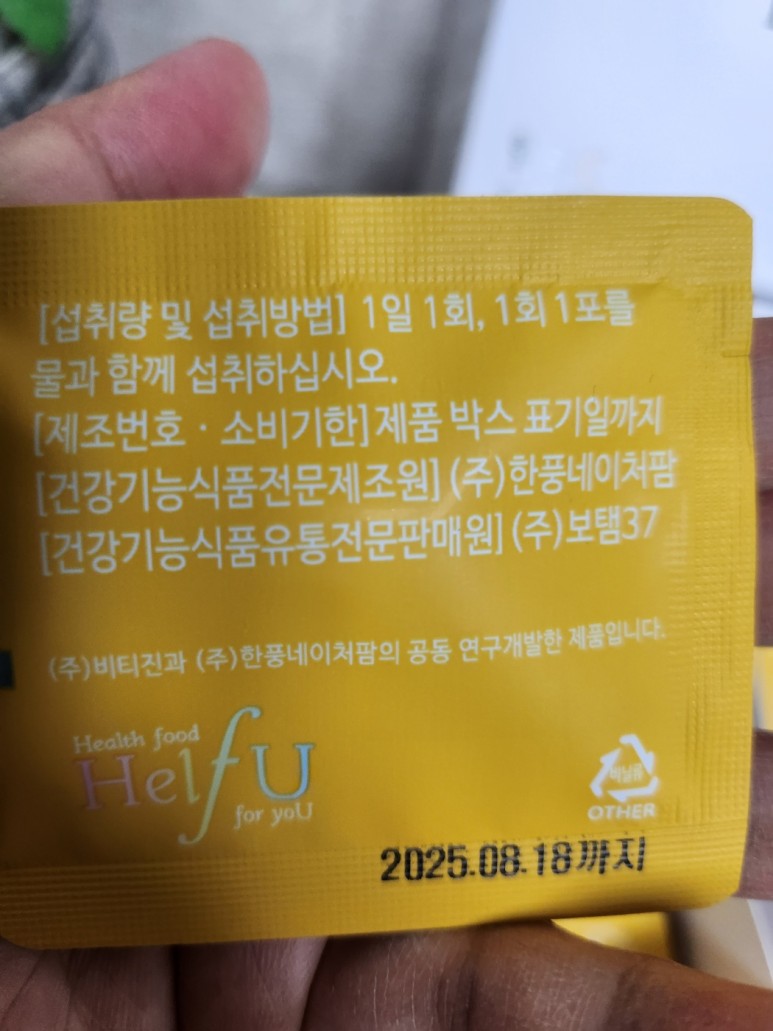 [섭취량 및 섭취방법] 1일 1회, 1회 1포를
물과 함께 섭취하십시오.
[제조번호 · 소비기한] 제품 박스 표기일까지
[건강기능식품전문제조원] (주)한풍네이처팜
[건강기능식품유통전문판매원] (주)보탬37
(주)비티진과 (주)한풍네이처팜의 공동 연구개발한 제품입니다.
Health food
HelfU
for yoU
비닐류
OTHER
2025.08.18까지